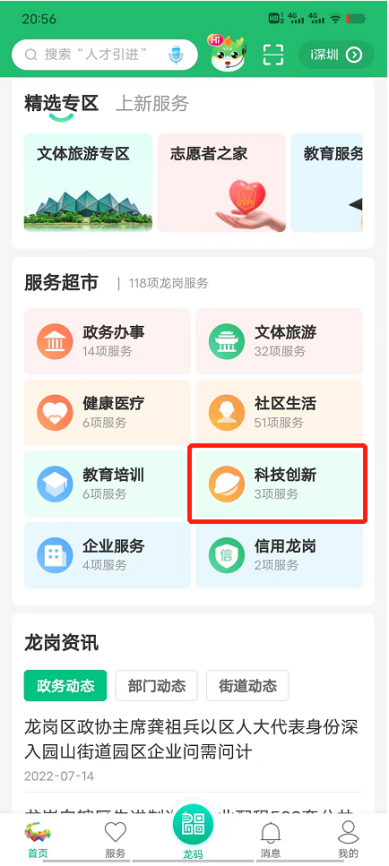 20:56
HD 4G 4G
搜索“人才引进”
Hi
i深圳
精选专区 上新服务
文体旅游专区 志愿者之家 教育服务
服务超市 | 118项龙岗服务
政务办事 文体旅游
14项服务 32项服务
健康医疗 社区生活
6项服务 51项服务
教育培训 科技创新
6项服务 3项服务
企业服务 信用龙岗
4项服务 信 2项服务
龙岗资讯
政务动态 部门动态 街道动态
龙岗区政协主席龚祖兵以区人大代表身份深
入园山街道园区企业问需问计
2022-07-14
首页 服务 龙码 消息 我的